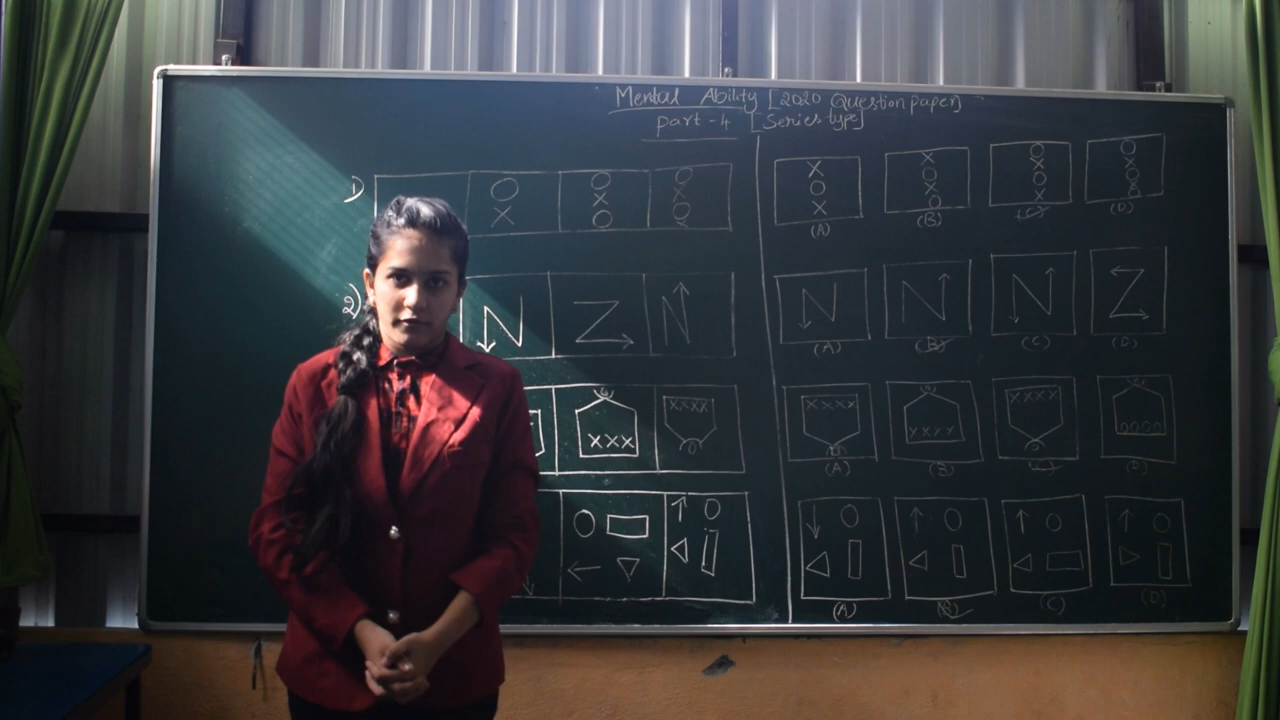 Mental Ability [2020 Question paper]
part-4 [Series type]
1) O X O X O X O X O
X O X
X O X O
O X O X
(A) (B) (C) (D)
2) N Z N
N N N Z
(A) (B) (C) (D)
x x x
x x x x
x x x x
x x x x
x x x x
(A) (B) (C) (D)
(A) (B) (C) (D)